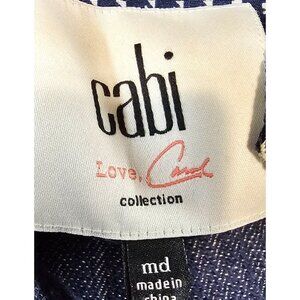 cabi
Love, Carol
collection
md
made in
china